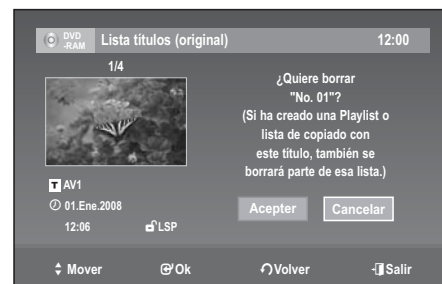 DVD
-RAM Lista títulos (original) 12:00
1/4
¿Quiere borrar
"No. 01"?
(Si ha creado una Playlist o
lista de copiado con
este título, también se
borrará parte de esa lista.)
T AV1
01.Ene.2008
12:06 LSP
Acepter Cancelar
Mover Ok Volver Salir